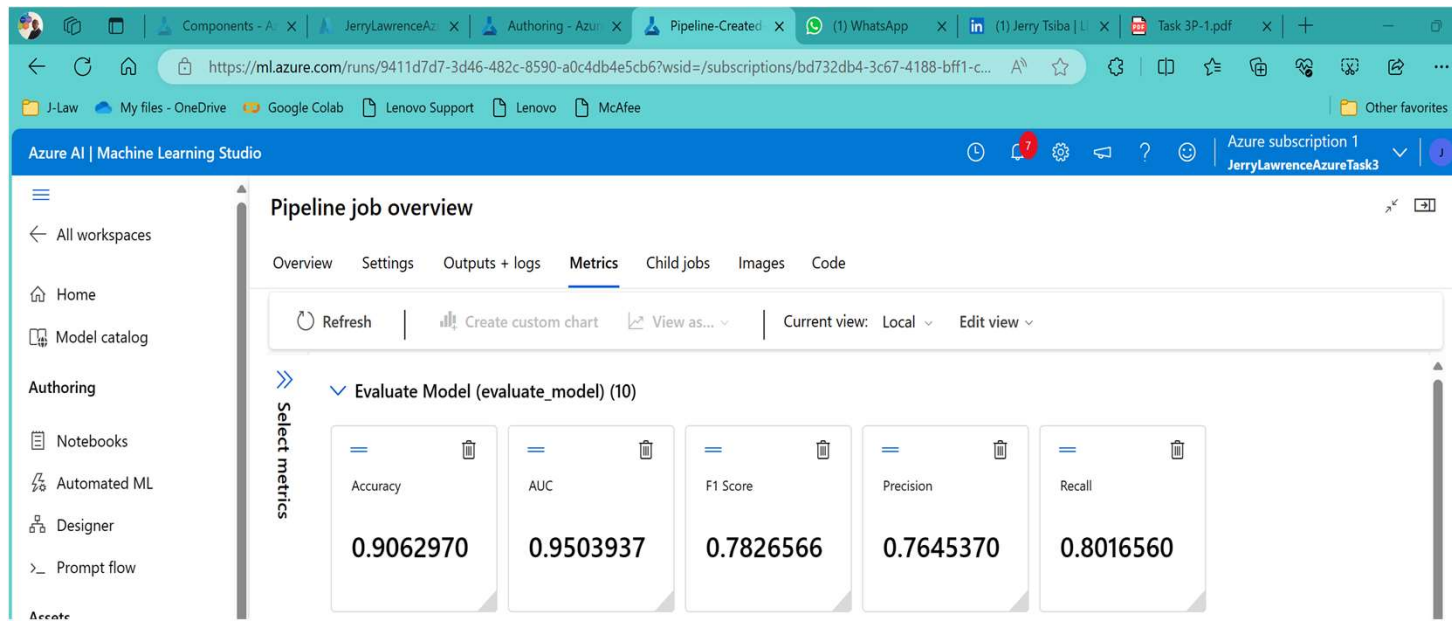 Components - A
JerryLawrenceAz
Authoring - Azur
Pipeline-Created
(1) WhatsApp
in (1) Jerry Tsiba | Li
PDF Task 3P-1.pdf
https://ml.azure.com/runs/9411d7d7-3d46-482c-8590-a0c4db4e5cb6?wsid=/subscriptions/bd732db4-3c67-4188-bff1-c...
J-Law My files - OneDrive Google Colab Lenovo Support Lenovo McAfee Other favorites
Azure AI | Machine Learning Studio
7
Azure subscription 1
JerryLawrenceAzureTask3
J
All workspaces
Home
Model catalog
Authoring
Notebooks
Automated ML
Designer
Prompt flow
Assets
Pipeline job overview
Overview Settings Outputs + logs Metrics Child jobs Images Code
Refresh Create custom chart View as... Current view: Local Edit view
Select metrics
Evaluate Model (evaluate_model) (10)
Accuracy
0.9062970
AUC
0.9503937
F1 Score
0.7826566
Precision
0.7645370
Recall
0.8016560